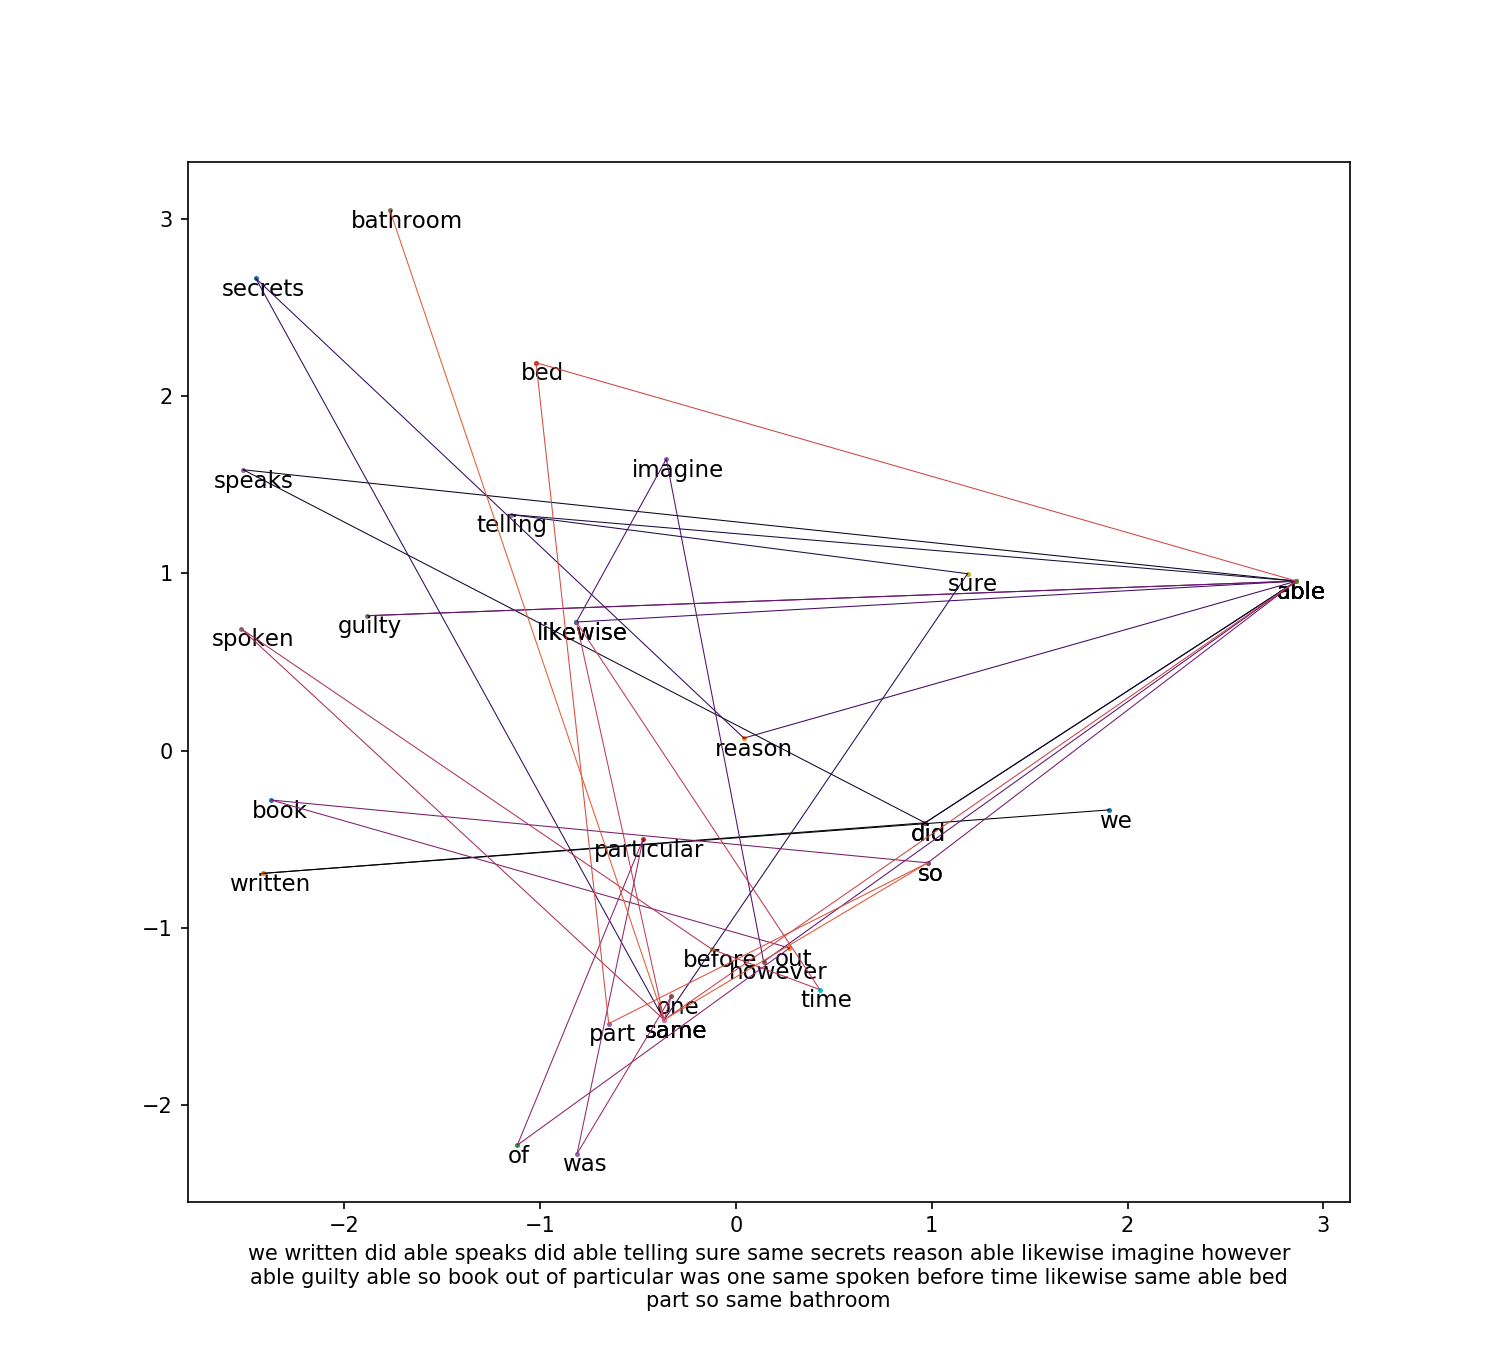 3
bathroom
secrets
2
bed
imagine
speaks
telling
1
sure
able
guilty
likewise
spoken
0
reason
book
did
we
particular
written
so
−1
before
out
however
one
time
part
same
−2
of
was
−2 −1 0 1 2 3
we written did able speaks did able telling sure same secrets reason able likewise imagine however
able guilty able so book out of particular was one same spoken before time likewise same able bed
part so same bathroom